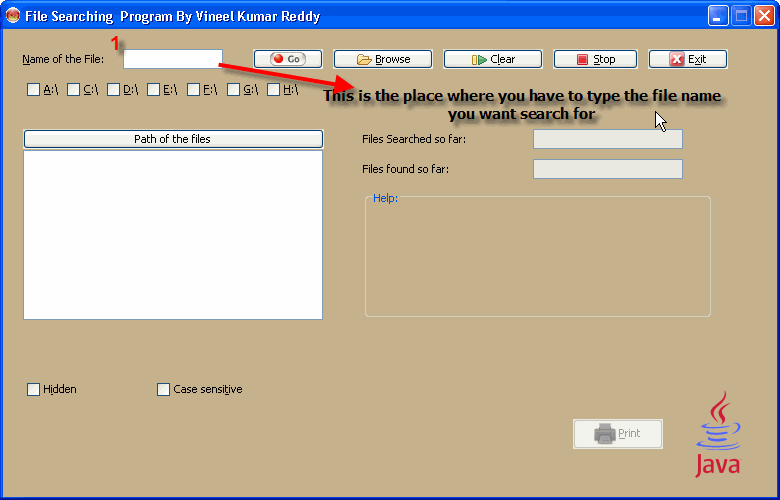 File Searching Program By Vineel Kumar Reddy
1
Name of the File:
Go
Browse
Clear
Stop
Exit
A:\ C:\ D:\ E:\ F:\ G:\ H:\
This is the place where you have to type the file name
you want search for
Path of the files
Files Searched so far:
Files found so far:
Help:
Hidden
Case sensitive
Print
Java